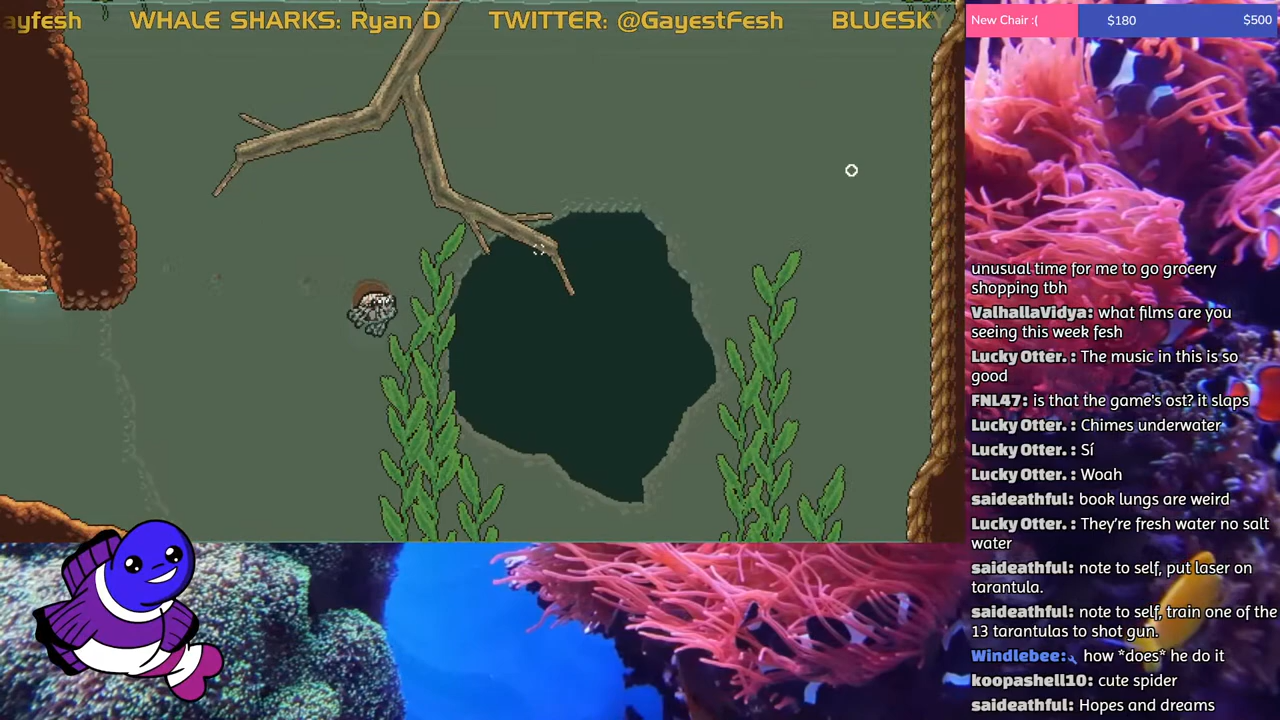 ayfesh WHALE SHARKS: Ryan D TWITTER: @GayestFesh BLUESKY
New Chair :( $180 $500
unusual time for me to go grocery
shopping tbh
ValhallaVidya: what films are you
seeing this week fesh
Lucky Otter. : The music in this is so
good
FNL47: is that the game's ost? it slaps
Lucky Otter. : Chimes underwater
Lucky Otter. : Sí
Lucky Otter. : Woah
saideathful: book lungs are weird
Lucky Otter. : They're fresh water no salt
water
saideathful: note to self, put laser on
tarantula.
saideathful: note to self, train one of the
13 tarantulas to shot gun.
Windlebee: how *does* he do it
koopashell10: cute spider
saideathful: Hopes and dreams